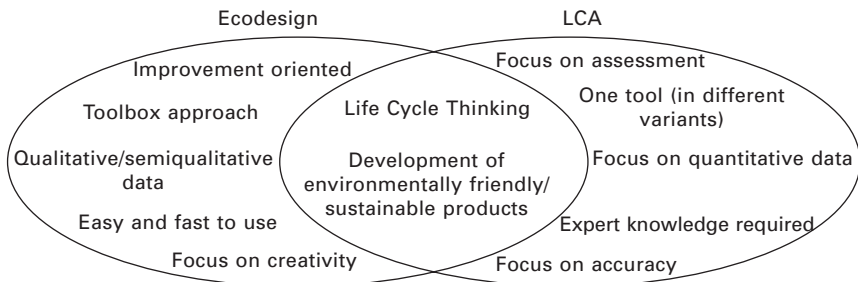 Ecodesign
LCA
Improvement oriented
Toolbox approach
Qualitative/semiqualitative
data
Easy and fast to use
Focus on creativity
Life Cycle Thinking
Development of
environmentally friendly/
sustainable products
Focus on assessment
One tool (in different
variants)
Focus on quantitative data
Expert knowledge required
Focus on accuracy